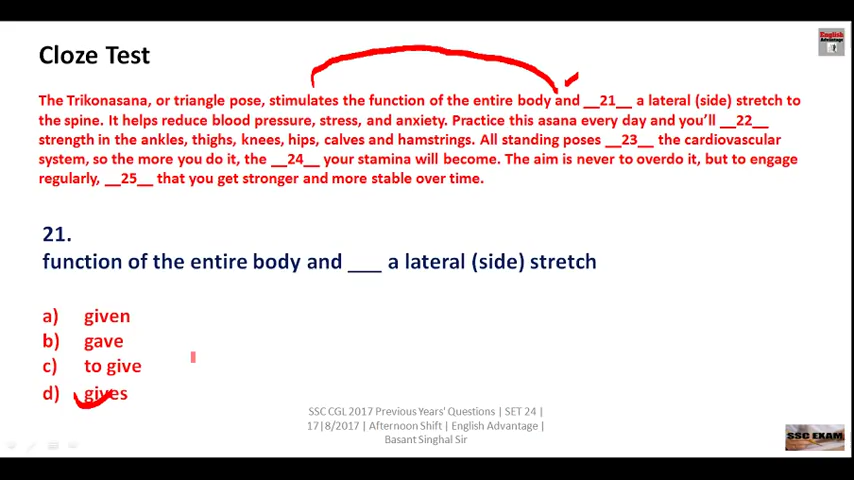 English
Advantage
Cloze Test
The Trikonasana, or triangle pose, stimulates the function of the entire body and __21__ a lateral (side) stretch to
the spine. It helps reduce blood pressure, stress, and anxiety. Practice this asana every day and you'll __22__
strength in the ankles, thighs, knees, hips, calves and hamstrings. All standing poses __23__ the cardiovascular
system, so the more you do it, the __24__ your stamina will become. The aim is never to overdo it, but to engage
regularly, __25__ that you get stronger and more stable over time.
21.
function of the entire body and ___ a lateral (side) stretch
a) given
b) gave
c) to give
d) gives
SSC CGL 2017 Previous Years' Questions | SET 24 |
17|8/2017 | Afternoon Shift | English Advantage |
Basant Singhal Sir
SSC EXAM